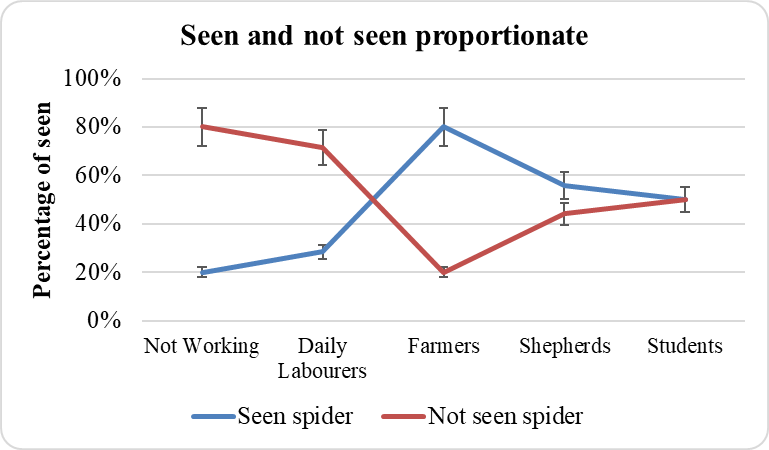 Seen and not seen proportionate
Percentage of seen
100%
80%
60%
40%
20%
0%
Not Working
Daily
Labourers
Farmers
Shepherds
Students
Seen spider
Not seen spider